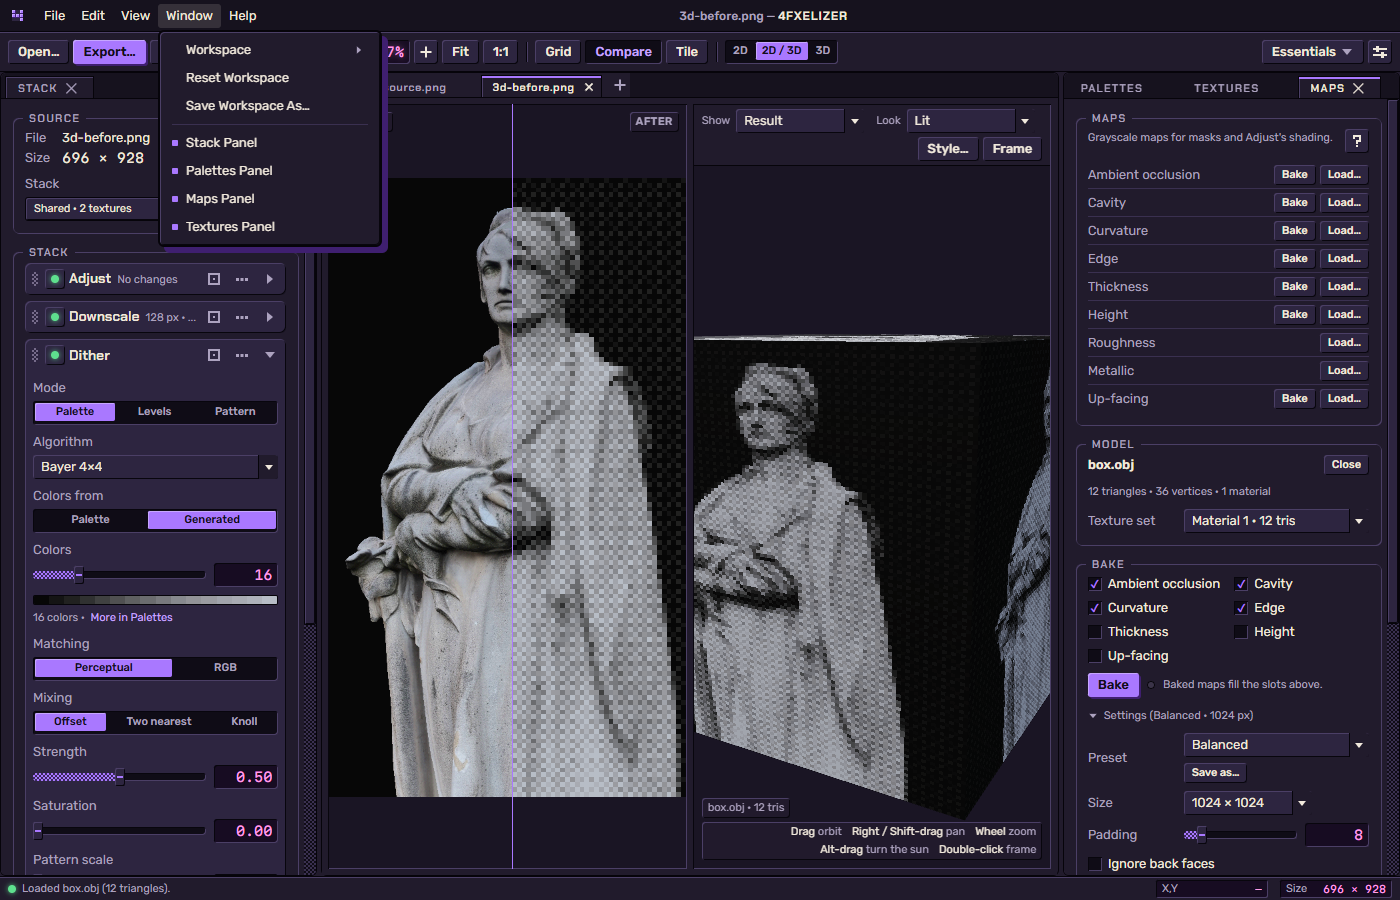 File Edit View Window Help
3d-before.png — 4FXELIZER
Open... Export... 7% + Fit 1:1 Grid Compare Tile 2D 2D / 3D 3D Essentials
Workspace
Reset Workspace
Save Workspace As...
Stack Panel
Palettes Panel
Maps Panel
Textures Panel
STACK
SOURCE
File 3d-before.png
Size 696 × 928
Stack
Shared • 2 textures
STACK
Adjust No changes
Downscale 128 px • ...
Dither
Mode
Palette Levels Pattern
Algorithm
Bayer 4×4
Colors from
Palette Generated
Colors
16
16 colors • More in Palettes
Matching
Perceptual RGB
Mixing
Offset Two nearest Knoll
Strength
0.50
Saturation
0.00
Pattern scale
ource.png 3d-before.png
AFTER
Show Result Look Lit
Style... Frame
box.obj • 12 tris
Drag orbit Right / Shift-drag pan Wheel zoom
Alt-drag turn the sun Double-click frame
PALETTES TEXTURES MAPS
MAPS
Grayscale maps for masks and Adjust's shading. ?
Ambient occlusion Bake Load...
Cavity Bake Load...
Curvature Bake Load...
Edge Bake Load...
Thickness Bake Load...
Height Bake Load...
Roughness Load...
Metallic Load...
Up-facing Bake Load...
MODEL
box.obj Close
12 triangles • 36 vertices • 1 material
Texture set Material 1 • 12 tris
BAKE
Ambient occlusion Cavity
Curvature Edge
Thickness Height
Up-facing
Bake Baked maps fill the slots above.
Settings (Balanced • 1024 px)
Preset Balanced
Save as...
Size 1024 × 1024
Padding 8
Ignore back faces
Loaded box.obj (12 triangles).
X,Y — Size 696 × 928